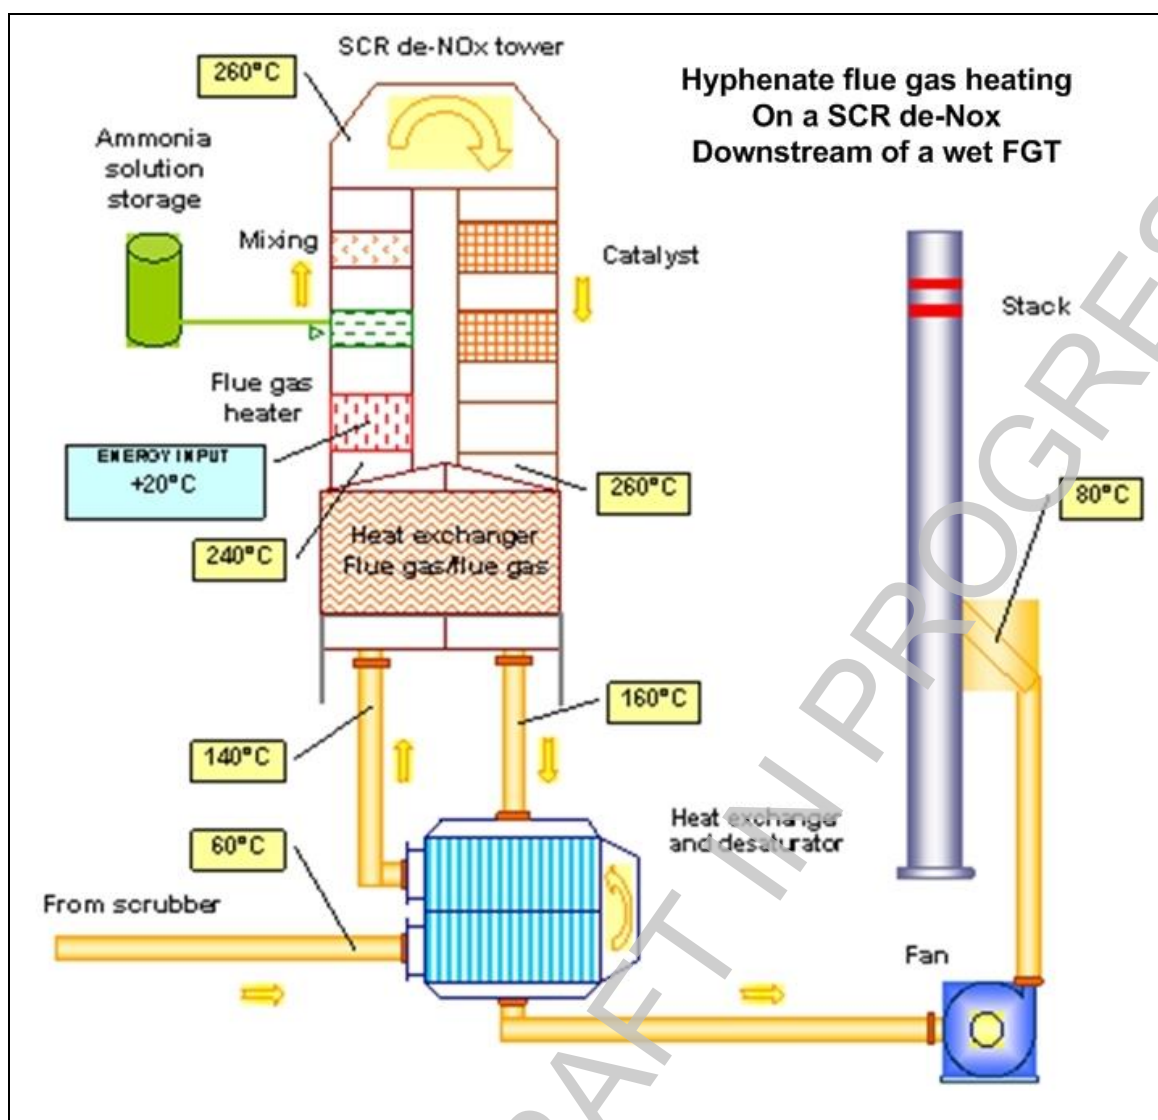 SCR de-NOx tower
260°C
Hyphenate flue gas heating
On a SCR de-Nox
Downstream of a wet FGT
Ammonia
solution
storage
Mixing
Catalyst
Stack
Flue gas
heater
ENERGY INPUT
+20°C
260°C
80°C
240°C
Heat exchanger
Flue gas/flue gas
160°C
140°C
Heat exchanger
and desaturator
60°C
From scrubber
Fan
DRAFT IN PROGRESS